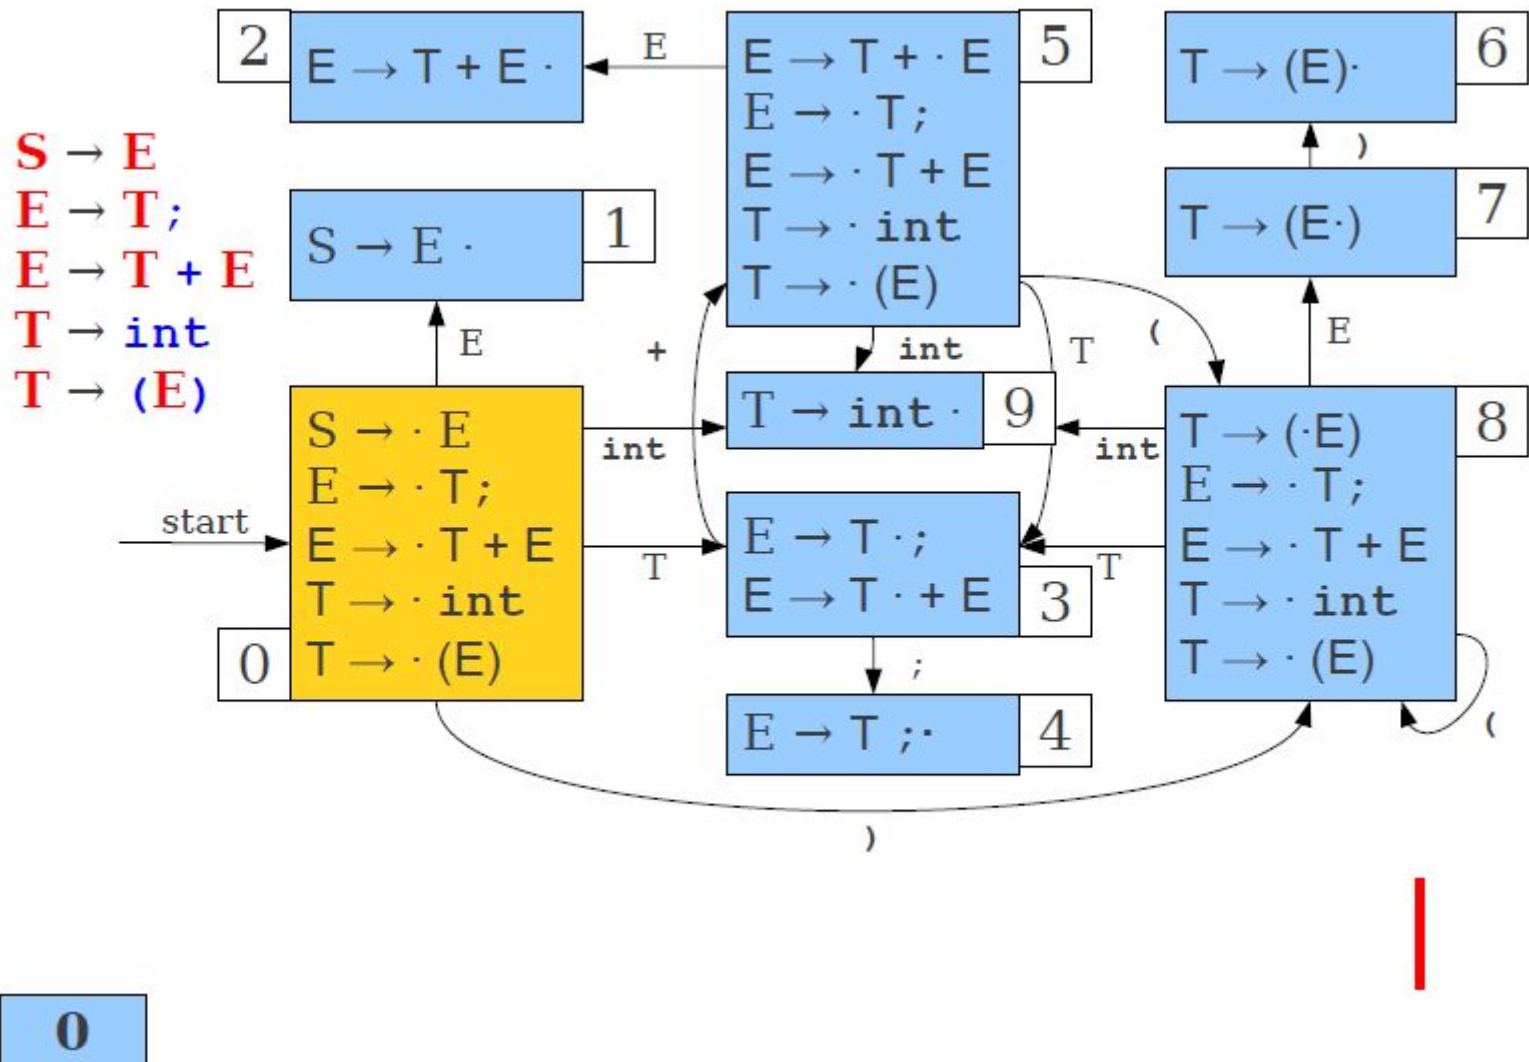 S → E
E → T ;
E → T + E
T → int
T → (E)
2
E → T + E ·
E
5
E → T + · E
E → · T ;
E → · T + E
T → · int
T → · (E)
6
T → (E)·
)
7
T → (E·)
1
S → E ·
E
+
int
T
(
E
start
0
S → · E
E → · T ;
E → · T + E
T → · int
T → · (E)
int
T
9
T → int ·
int
T
3
E → T · ;
E → T · + E
;
4
E → T ; ·
8
T → (·E)
E → · T ;
E → · T + E
T → · int
T → · (E)
(
)
0